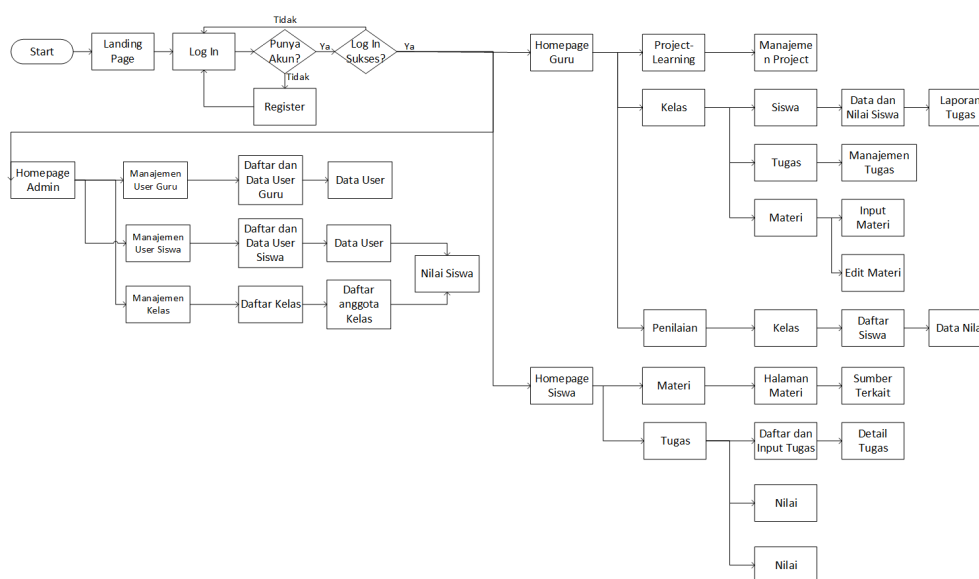 Tidak
Start
Landing
Page
Log In
Punya
Akun?
Ya
Log In
Sukses?
Ya
Tidak
Register
Homepage
Guru
Project-
Learning
Manajeme
n Project
Kelas
Siswa
Data dan
Nilai Siswa
Laporan
Tugas
Tugas
Manajemen
Tugas
Materi
Input
Materi
Edit Materi
Penilaian
Kelas
Daftar
Siswa
Data Nilai
Homepage
Admin
Manajemen
User Guru
Daftar dan
Data User
Guru
Data User
Manajemen
User Siswa
Daftar dan
Data User
Siswa
Data User
Nilai Siswa
Manajemen
Kelas
Daftar Kelas
Daftar
anggota
Kelas
Homepage
Siswa
Materi
Halaman
Materi
Sumber
Terkait
Tugas
Daftar dan
Input Tugas
Detail
Tugas
Nilai
Nilai